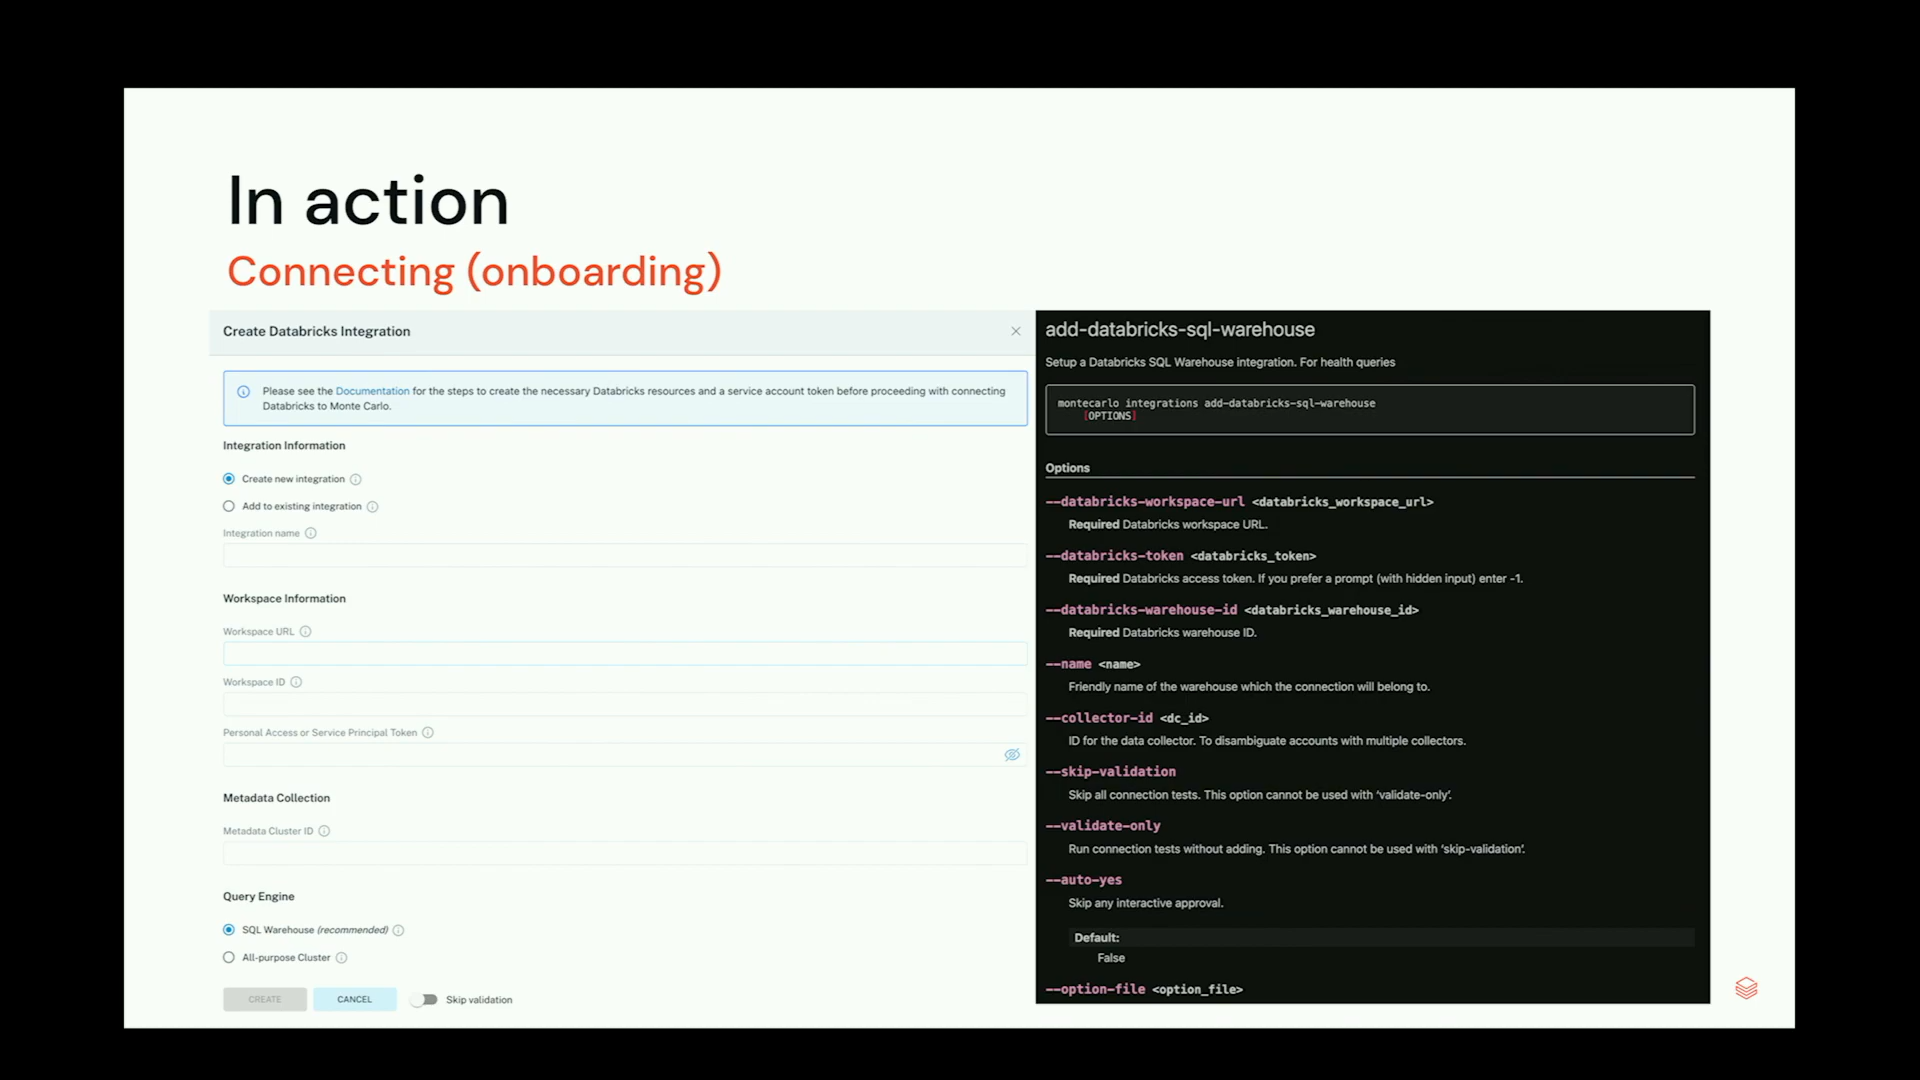 In action
Connecting (onboarding)
Create Databricks Integration
Please see the Documentation for the steps to create the necessary Databricks resources and a service account token before proceeding with connecting
Databricks to Monte Carlo.
Integration Information
Create new integration
Add to existing integration
Integration name
Workspace Information
Workspace URL
Workspace ID
Personal Access or Service Principal Token
Metadata Collection
Metadata Cluster ID
Query Engine
SQL Warehouse (recommended)
All-purpose Cluster
CREATE
CANCEL
Skip validation
add-databricks-sql-warehouse
Setup a Databricks SQL Warehouse integration. For health queries
montecarlo integrations add-databricks-sql-warehouse
[OPTIONS]
Options
--databricks-workspace-url <databricks_workspace_url>
Required Databricks workspace URL.
--databricks-token <databricks_token>
Required Databricks access token. If you prefer a prompt (with hidden input) enter -1.
--databricks-warehouse-id <databricks_warehouse_id>
Required Databricks warehouse ID.
--name <name>
Friendly name of the warehouse which the connection will belong to.
--collector-id <dc_id>
ID for the data collector. To disambiguate accounts with multiple collectors.
--skip-validation
Skip all connection tests. This option cannot be used with ‘validate-only’.
--validate-only
Run connection tests without adding. This option cannot be used with ‘skip-validation’.
--auto-yes
Skip any interactive approval.
Default:
False
--option-file <option_file>